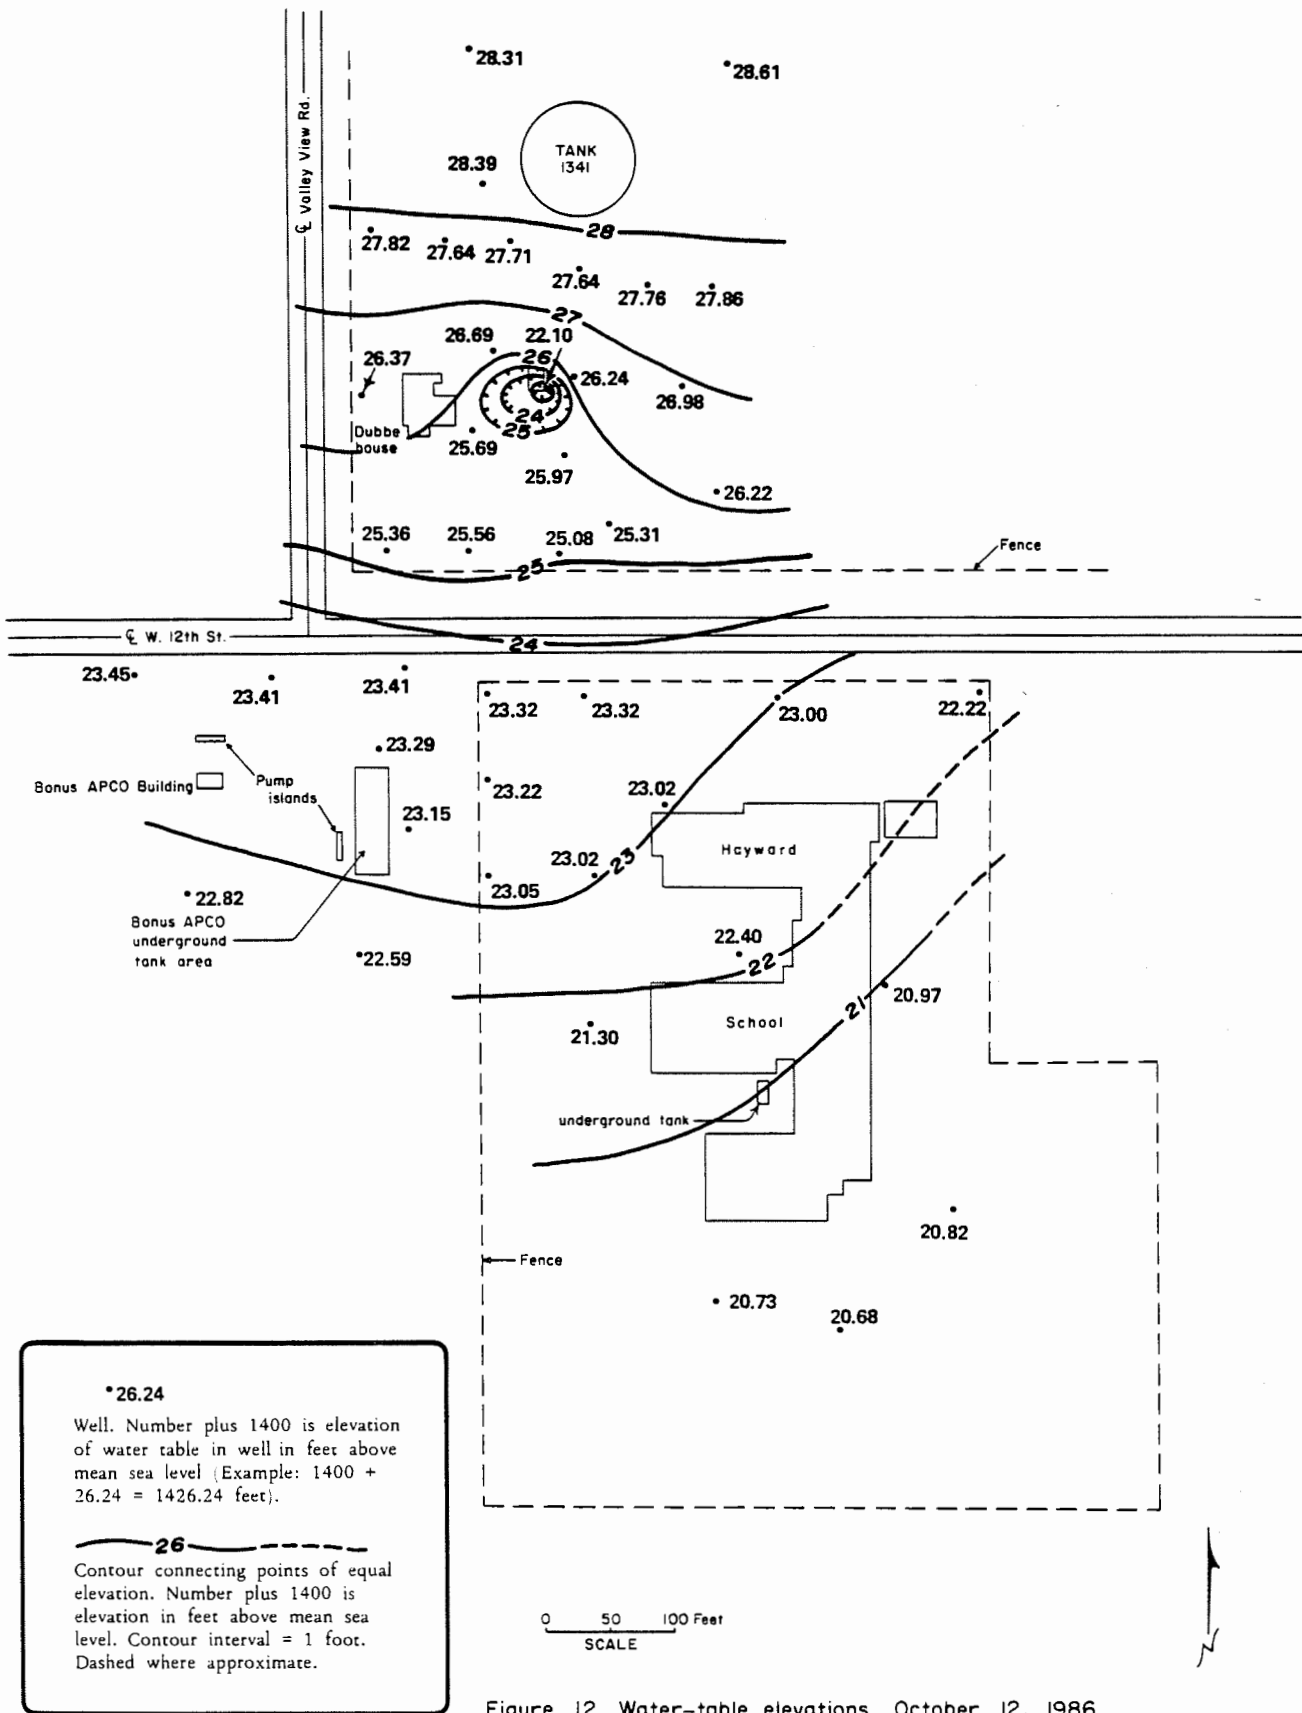 28.31
28.61
℄ Valley View Rd.
TANK
1341
28.39
28
27.82
27.64
27.71
27.64
27.76
27.86
27
26.69
22.10
26.37
26
26.24
26.98
24
25
Dubbe
house
25.69
25.97
26.22
25.36
25.56
25.08
25.31
Fence
25
℄ W. 12th St.
24
23.45
23.41
23.41
23.32
23.32
23.00
22.22
23.29
Bonus APCO Building
Pump
islands
23.22
23.02
23.15
Hayward
23.02
23
23.05
22.82
Bonus APCO
underground
tank area
22.59
22.40
22
20.97
21
21.30
School
underground tank
20.82
Fence
20.73
20.68
26.24
Well. Number plus 1400 is elevation
of water table in well in feet above
mean sea level (Example: 1400 +
26.24 = 1426.24 feet).
26
Contour connecting points of equal
elevation. Number plus 1400 is
elevation in feet above mean sea
level. Contour interval = 1 foot.
Dashed where approximate.
0 50 100 Feet
SCALE
N
Figure 12. Water-table elevations, October 12, 1986